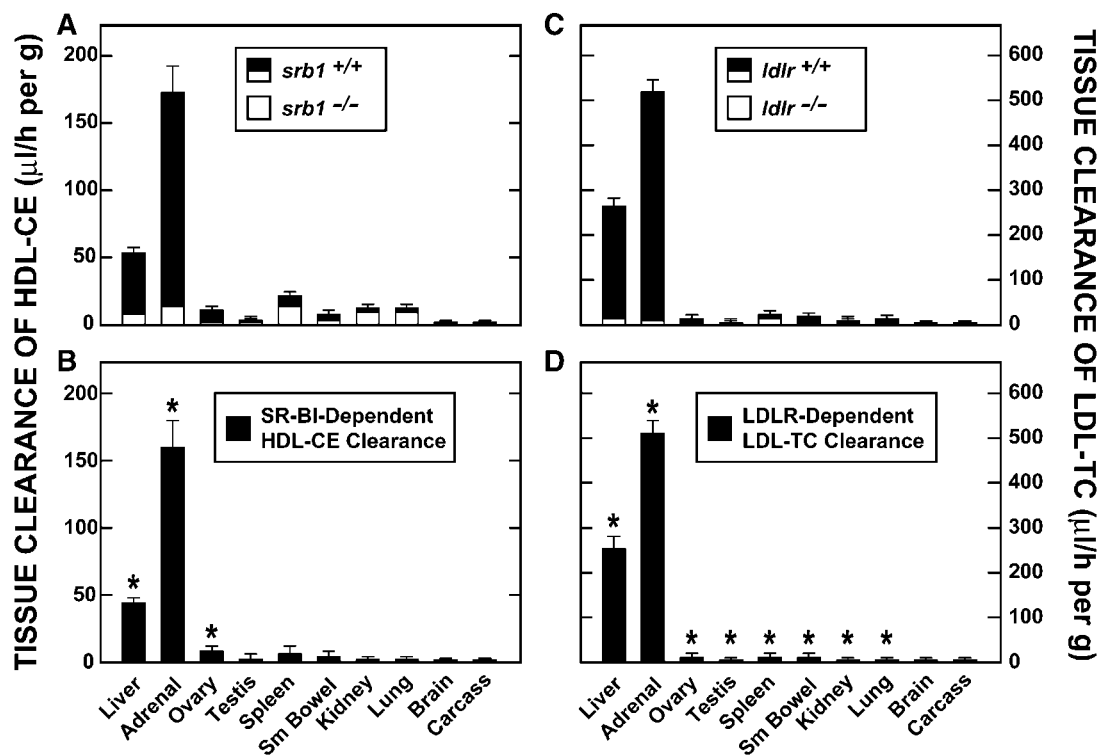 TISSUE CLEARANCE OF HDL-CE (µl/h per g)
A
200
150
100
50
0
srb1 +/+
srb1 −/−
B
200
150
100
50
0
SR-BI-Dependent
HDL-CE Clearance
*
*
*
Liver
Adrenal
Ovary
Testis
Spleen
Sm Bowel
Kidney
Lung
Brain
Carcass
C
600
500
400
300
200
100
0
ldlr +/+
ldlr −/−
D
600
500
400
300
200
100
0
LDLR-Dependent
LDL-TC Clearance
*
*
* * * * * *
Liver
Adrenal
Ovary
Testis
Spleen
Sm Bowel
Kidney
Lung
Brain
Carcass
TISSUE CLEARANCE OF LDL-TC (µl/h per g)